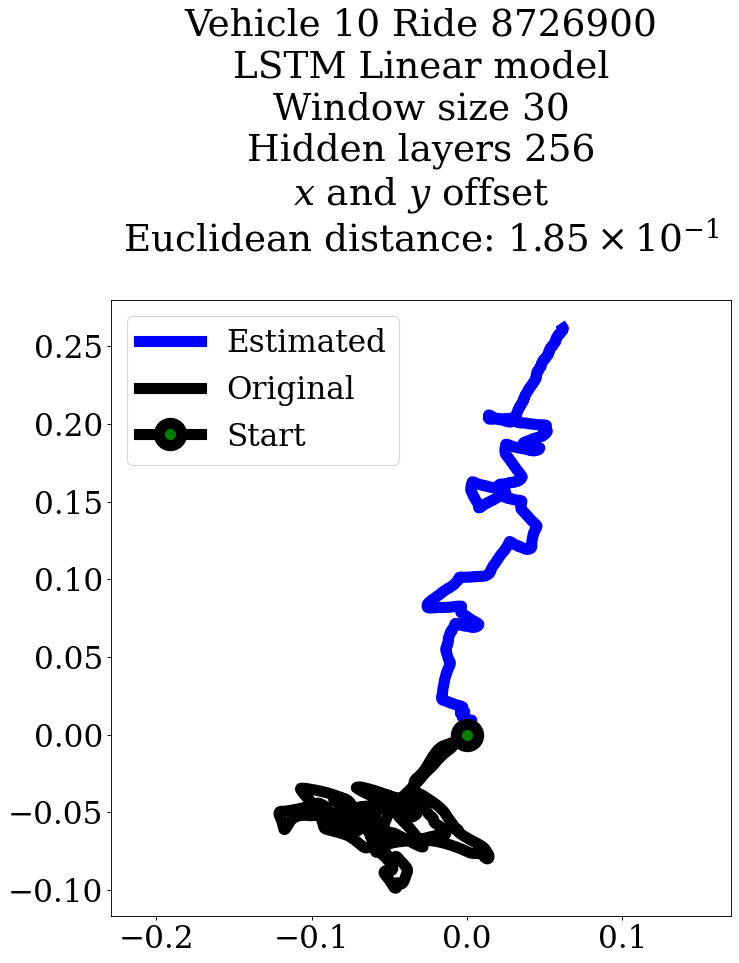 Vehicle 10 Ride 8726900
LSTM Linear model
Window size 30
Hidden layers 256
x and y offset
Euclidean distance: 1.85 × 10⁻¹
Estimated
Original
Start
0.25
0.20
0.15
0.10
0.05
0.00
−0.05
−0.10
−0.2 −0.1 0.0 0.1